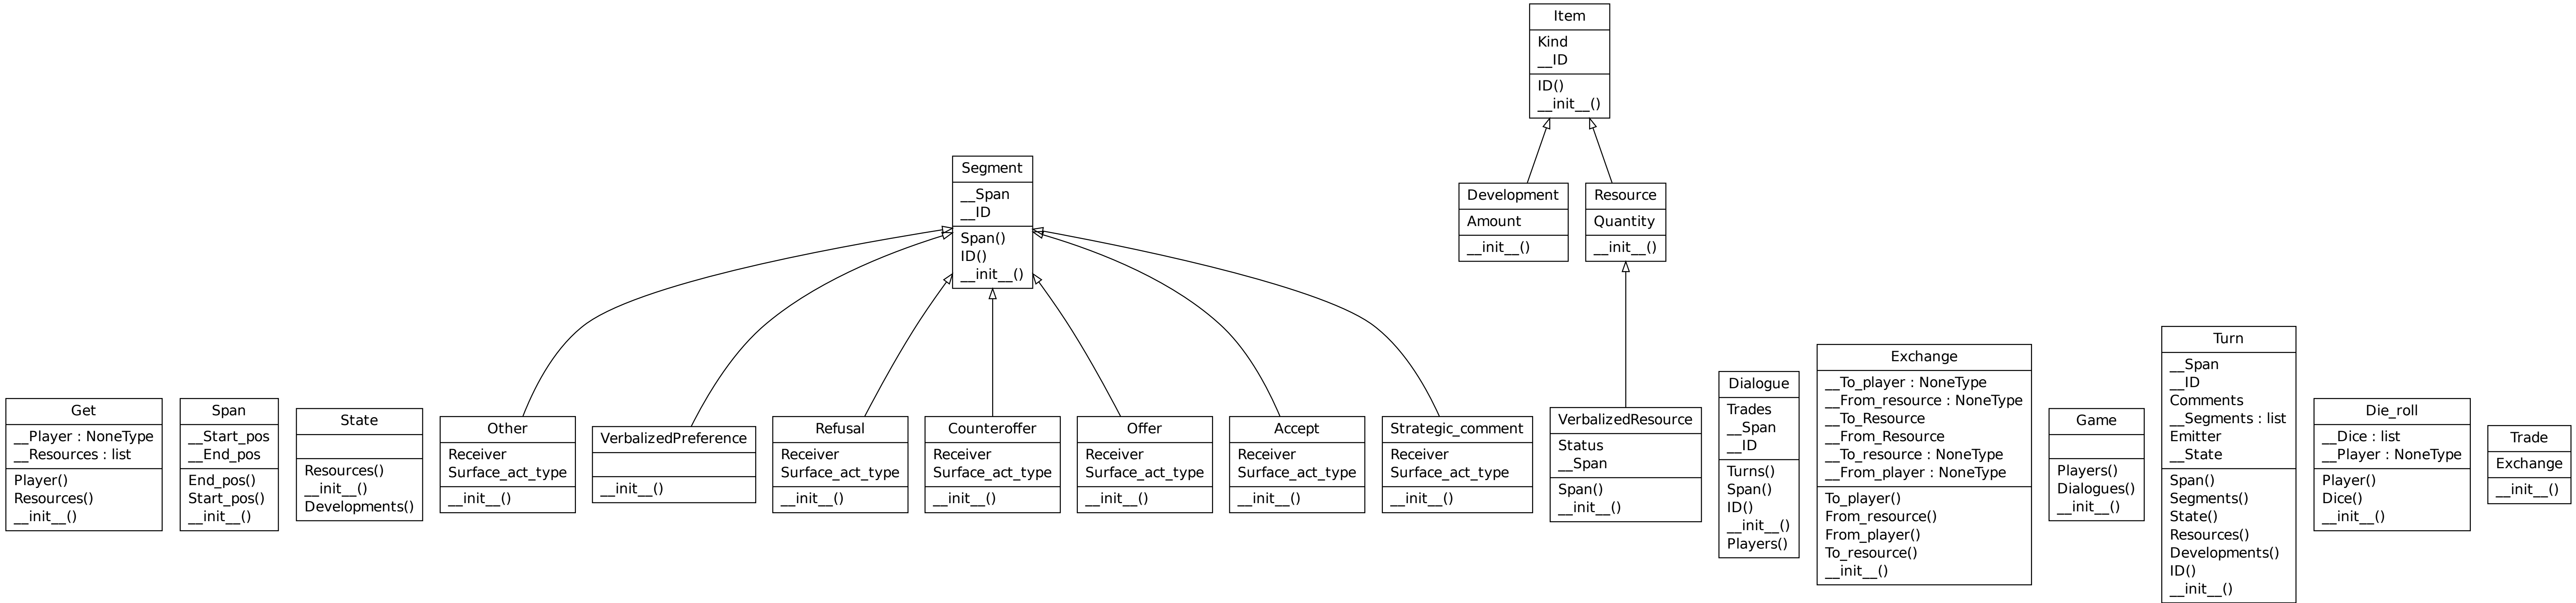 Item
Kind
__ID
ID()
__init__()
Segment
__Span
__ID
Span()
ID()
__init__()
Development
Amount
__init__()
Resource
Quantity
__init__()
Get
__Player : NoneType
__Resources : list
Player()
Resources()
__init__()
Span
__Start_pos
__End_pos
End_pos()
Start_pos()
__init__()
State
Resources()
__init__()
Developments()
Other
Receiver
Surface_act_type
__init__()
VerbalizedPreference
__init__()
Refusal
Receiver
Surface_act_type
__init__()
Counteroffer
Receiver
Surface_act_type
__init__()
Offer
Receiver
Surface_act_type
__init__()
Accept
Receiver
Surface_act_type
__init__()
Strategic_comment
Receiver
Surface_act_type
__init__()
VerbalizedResource
Status
__Span
Span()
__init__()
Dialogue
Trades
__Span
__ID
Turns()
Span()
ID()
__init__()
Players()
Exchange
__To_player : NoneType
__From_resource : NoneType
__To_Resource
__From_Resource
__To_resource : NoneType
__From_player : NoneType
To_player()
From_resource()
From_player()
To_resource()
__init__()
Game
Players()
Dialogues()
__init__()
Turn
__Span
__ID
Comments
__Segments : list
Emitter
__State
Span()
Segments()
State()
Resources()
Developments()
ID()
__init__()
Die_roll
__Dice : list
__Player : NoneType
Player()
Dice()
__init__()
Trade
Exchange
__init__()